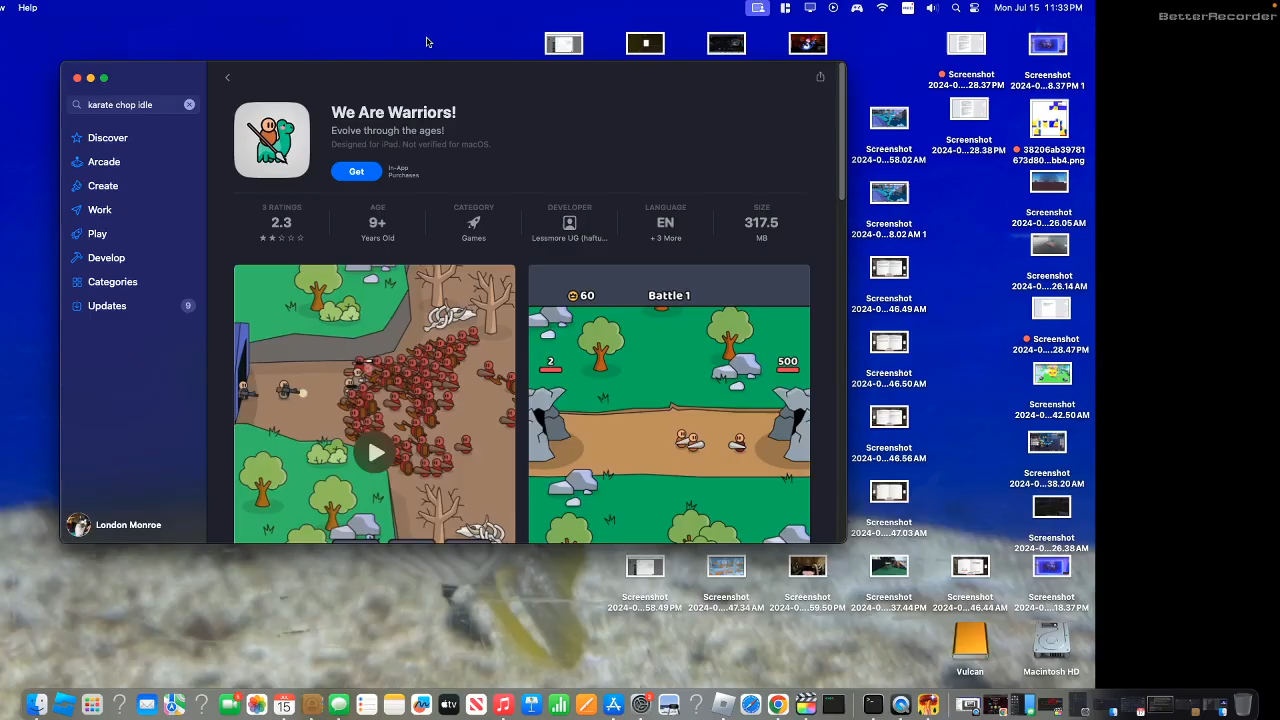 w Help
Mon Jul 15 11:33 PM
BetterRecorder
karate chop idle
Discover
Arcade
Create
Work
Play
Develop
Categories
Updates 9
London Monroe
We Are Warriors!
Evolve through the ages!
Designed for iPad. Not verified for macOS.
Get
In-App
Purchases
3 RATINGS
2.3
AGE
9+
Years Old
CATEGORY
Games
DEVELOPER
Lessmore UG (haftu...
LANGUAGE
EN
+ 3 More
SIZE
317.5
MB
60
Battle 1
2
500
Screenshot
2024-0...28.37 PM
Screenshot
2024-0...8.37 PM 1
Screenshot
2024-0...58.02 AM
Screenshot
2024-0...28.38 PM
38206ab39781
673d80...bb4.png
Screenshot
2024-0...8.02 AM 1
Screenshot
2024-0....26.05 AM
Screenshot
2024-0...46.49 AM
Screenshot
2024-0....26.14 AM
Screenshot
2024-0...46.50 AM
Screenshot
2024-0....28.47 PM
Screenshot
2024-0...46.56 AM
Screenshot
2024-0...42.50 AM
Screenshot
2024-0....47.03 AM
Screenshot
2024-0...38.20 AM
Screenshot
2024-0...26.38 AM
Screenshot
2024-0....58.49 PM
Screenshot
2024-0....47.34 AM
Screenshot
2024-0....59.50 PM
Screenshot
2024-0....37.44 PM
Screenshot
2024-0...46.44 AM
Screenshot
2024-0....18.37 PM
Vulcan
Macintosh HD